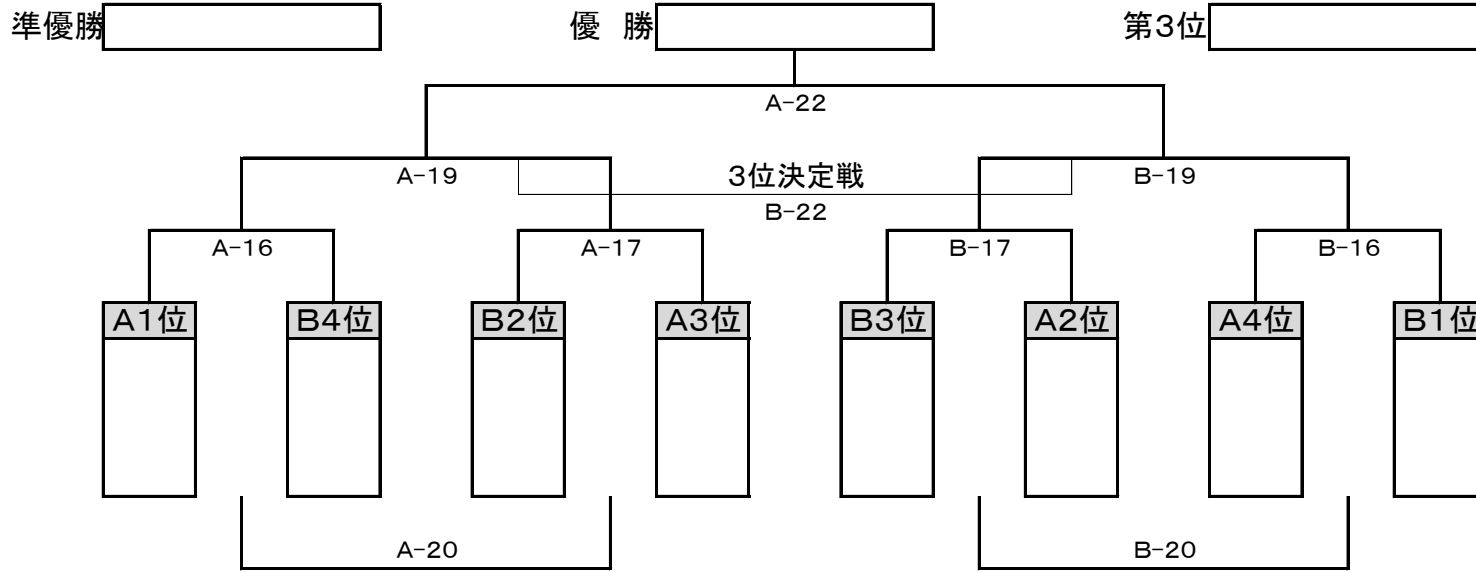 準優勝 優 勝 第3位
A-22
A-19 3位決定戦 B-19
B-22
A-16 A-17 B-17 B-16
A1位 B4位 B2位 A3位 B3位 A2位 A4位 B1位
A-20 B-20